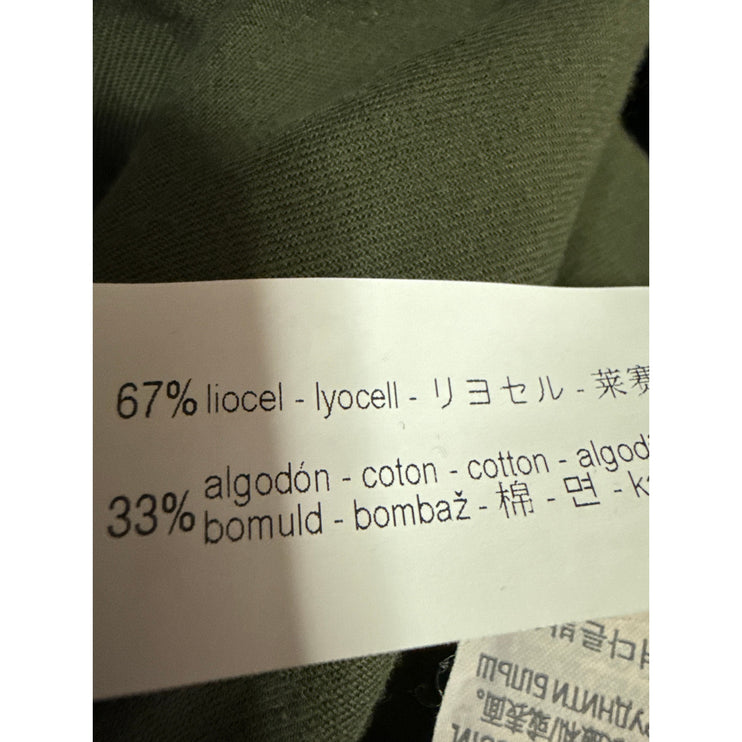 67% liocel - lyocell - リヨセル - 莱赛
algodón - coton - cotton - algod
33%
bomuld - bombaž - 棉 - 면 - k